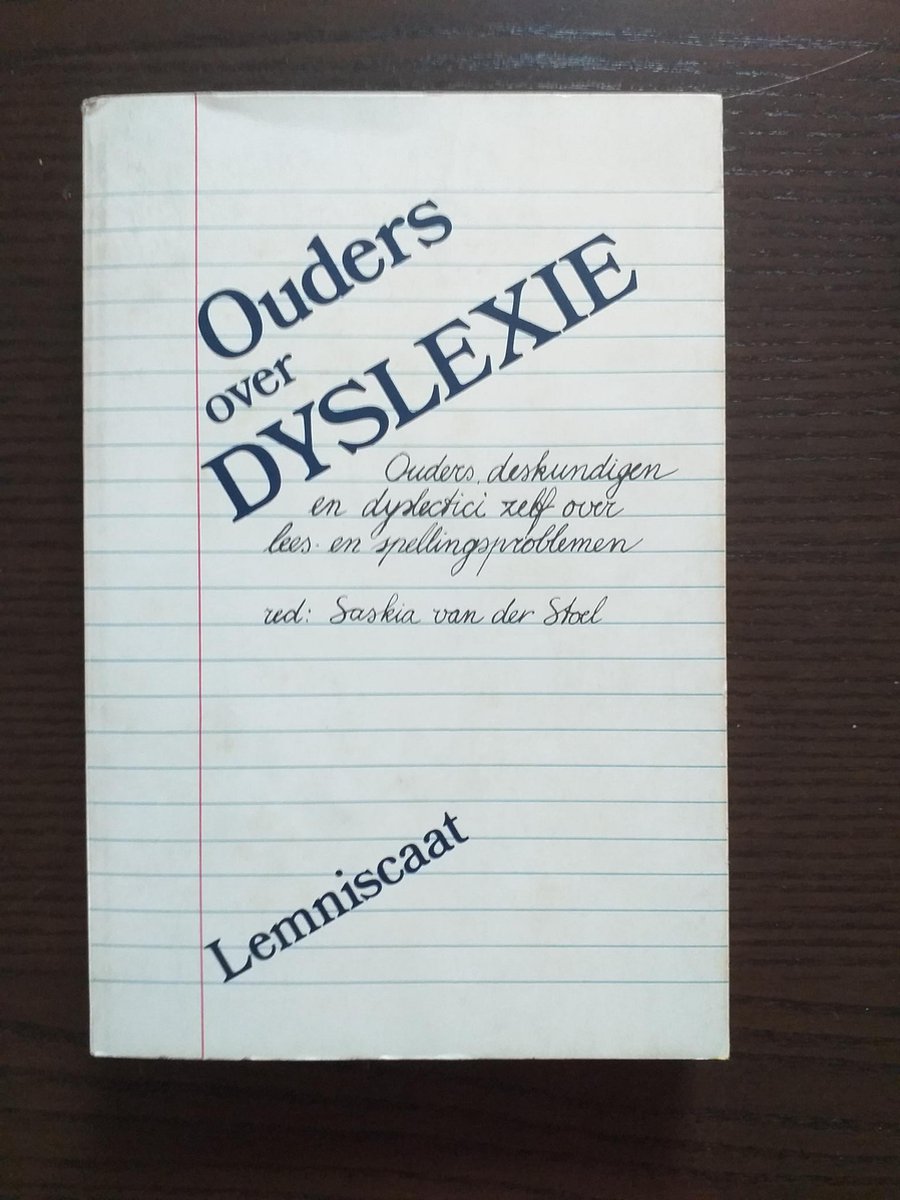 Ouders
over
DYSLEXIE
Ouders, deskundigen
en dyslectici zelf over
lees- en spellingsproblemen
red: Saskia van der Stoel
Lemniscaat